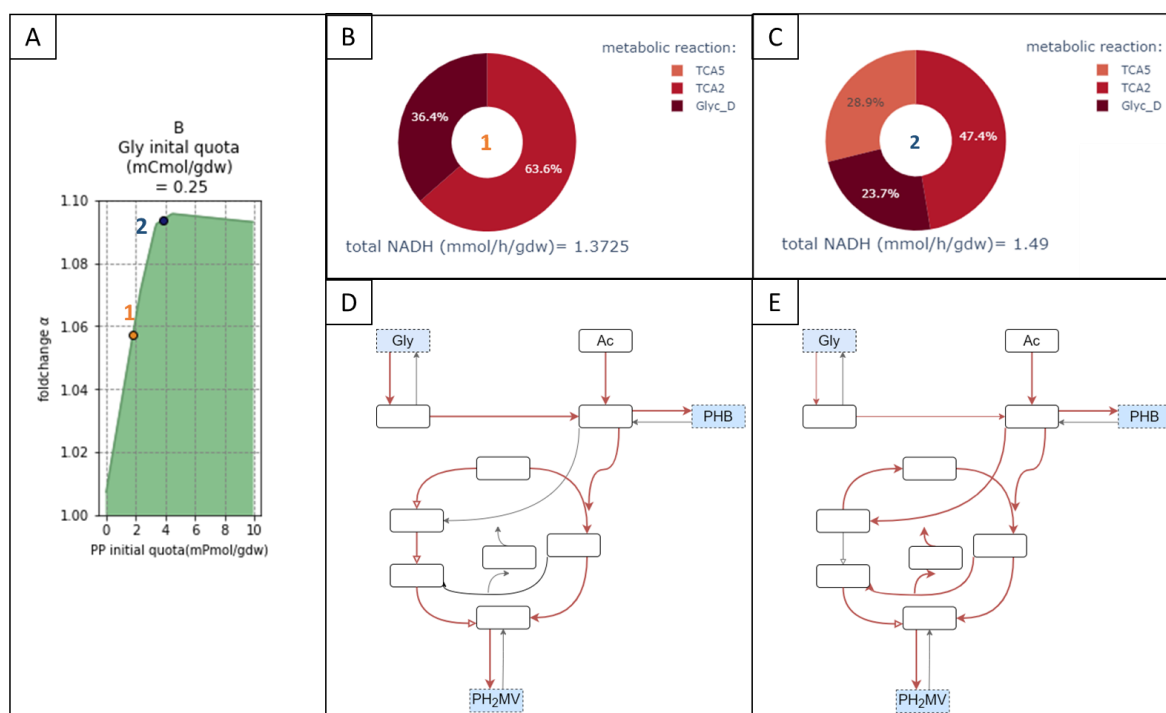 A
B
Gly inital quota
(mCmol/gdw)
= 0.25
foldchange α
1.10
1.08
1.06
1.04
1.02
1.00
2
1
0 2 4 6 8 10
PP initial quota(mPmol/gdw)
B
metabolic reaction:
TCA5
TCA2
Glyc_D
36.4%
63.6%
1
total NADH (mmol/h/gdw)= 1.3725
C
metabolic reaction:
TCA5
TCA2
Glyc_D
28.9%
47.4%
23.7%
2
total NADH (mmol/h/gdw)= 1.49
D
Gly
Ac
PHB
PH₂MV
E
Gly
Ac
PHB
PH₂MV